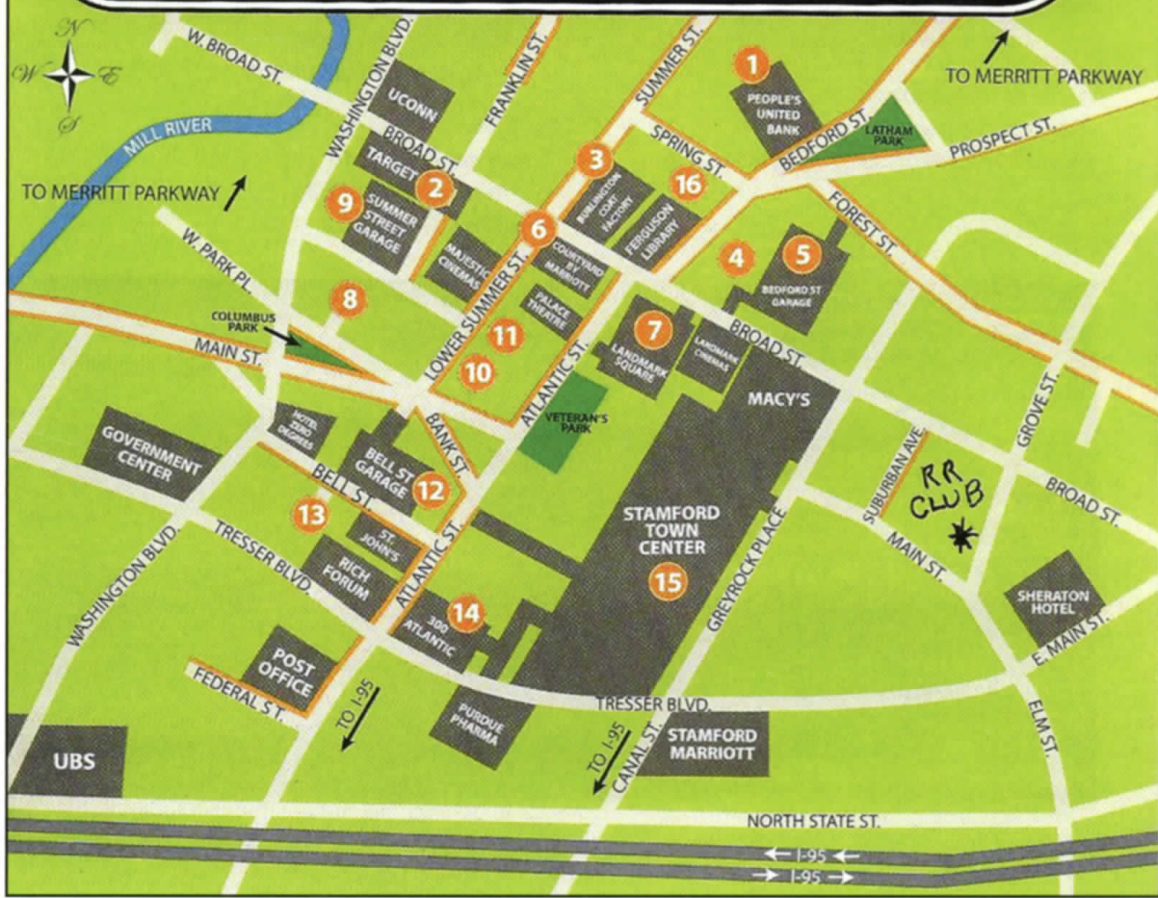 N
W E
S
W. BROAD ST.
WASHINGTON BLVD.
FRANKLIN ST.
SUMMER ST.
1
TO MERRITT PARKWAY
PEOPLE'S
UNITED
BANK
UCONN
MILL RIVER
BROAD ST.
SPRING ST.
BEDFORD ST.
LATHAM
PARK
PROSPECT ST.
TARGET
2
3
BURLINGTON
COAT
FACTORY
16
FERGUSON
LIBRARY
TO MERRITT PARKWAY
9
SUMMER
STREET
GARAGE
6
FOREST ST.
W. PARK PL.
MAJESTIC
CINEMAS
COURTYARD
BY
MARRIOTT
4
5
BEDFORD ST
GARAGE
8
LOWER SUMMER ST.
PALACE
THEATRE
COLUMBUS
PARK
11
7
LANDMARK
SQUARE
LANDMARK
CINEMAS
BROAD ST.
MAIN ST.
10
ATLANTIC ST.
MACY'S
VETERAN'S
PARK
GROVE ST.
HOTEL
ZERO
DEGREES
BANK ST.
GOVERNMENT
CENTER
BELL ST
GARAGE
12
BELL ST.
SUBURBAN AVE.
RR
CLUB
BROAD ST.
13
ST.
JOHN'S
STAMFORD
TOWN
CENTER
15
TRESSER BLVD.
RICH
FORUM
ATLANTIC ST.
GREYROCK PLACE
MAIN ST.
WASHINGTON BLVD.
14
300
ATLANTIC
SHERATON
HOTEL
E. MAIN ST.
POST
OFFICE
FEDERAL ST.
TO I-95
PURDUE
PHARMA
TRESSER BLVD.
TO I-95
CANAL ST.
STAMFORD
MARRIOTT
ELM ST.
UBS
NORTH STATE ST.
I-95
I-95